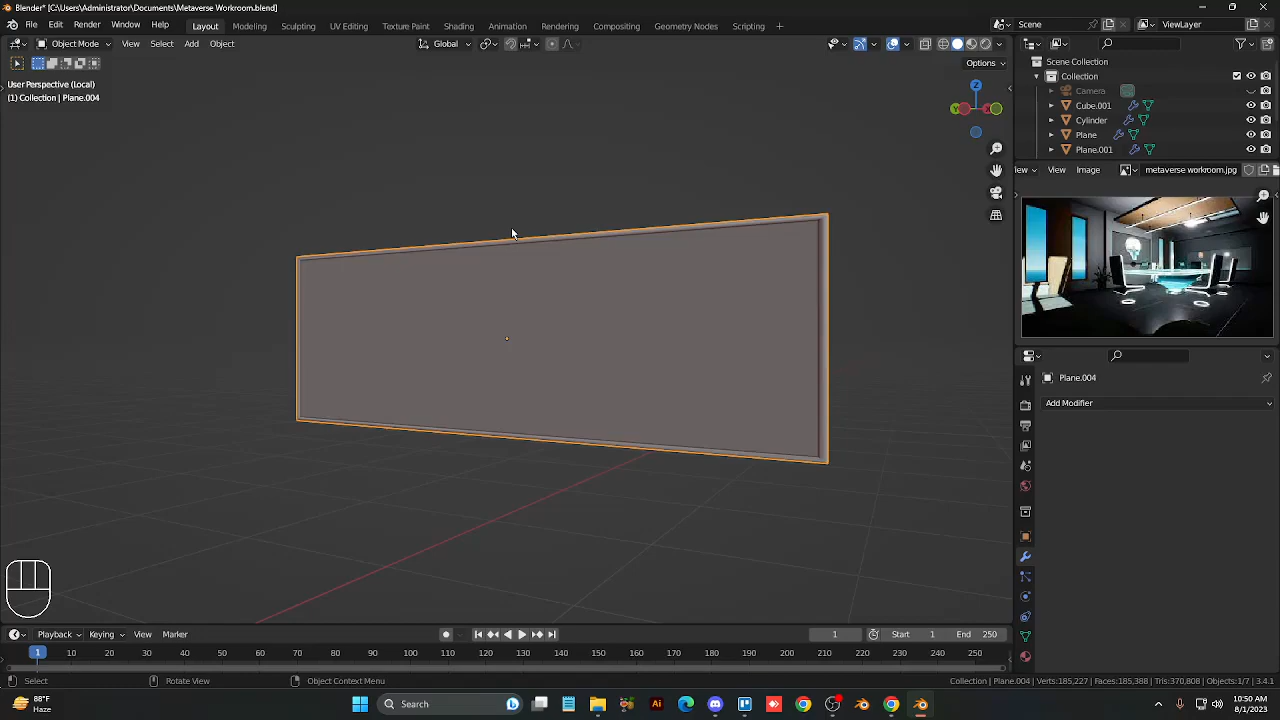 Blender* [C:\Users\Administrator\Documents\Metaverse Workroom.blend]
File Edit Render Window Help Layout Modeling Sculpting UV Editing Texture Paint Shading Animation Rendering Compositing Geometry Nodes Scripting + Scene ViewLayer
Object Mode View Select Add Object Global
Options
User Perspective (Local)
(1) Collection | Plane.004
Z
Y
X
Scene Collection
Collection
Camera
Cube.001
Cylinder
Plane
Plane.001
View Image metaverse workroom.jpg
Plane.004
Add Modifier
Playback Keying View Marker 1 Start 1 End 250
1 10 20 30 40 50 60 70 80 90 100 110 120 130 140 150 160 170 180 190 200 210 220 230 240 250
Select Rotate View Object Context Menu Collection | Plane.004 | Verts:185,227 | Faces:185,388 | Tris:370,808 | Objects:1/7 | 3.4.1
88°F
Haze
Search
Ai
10:50 AM
8/1/2023